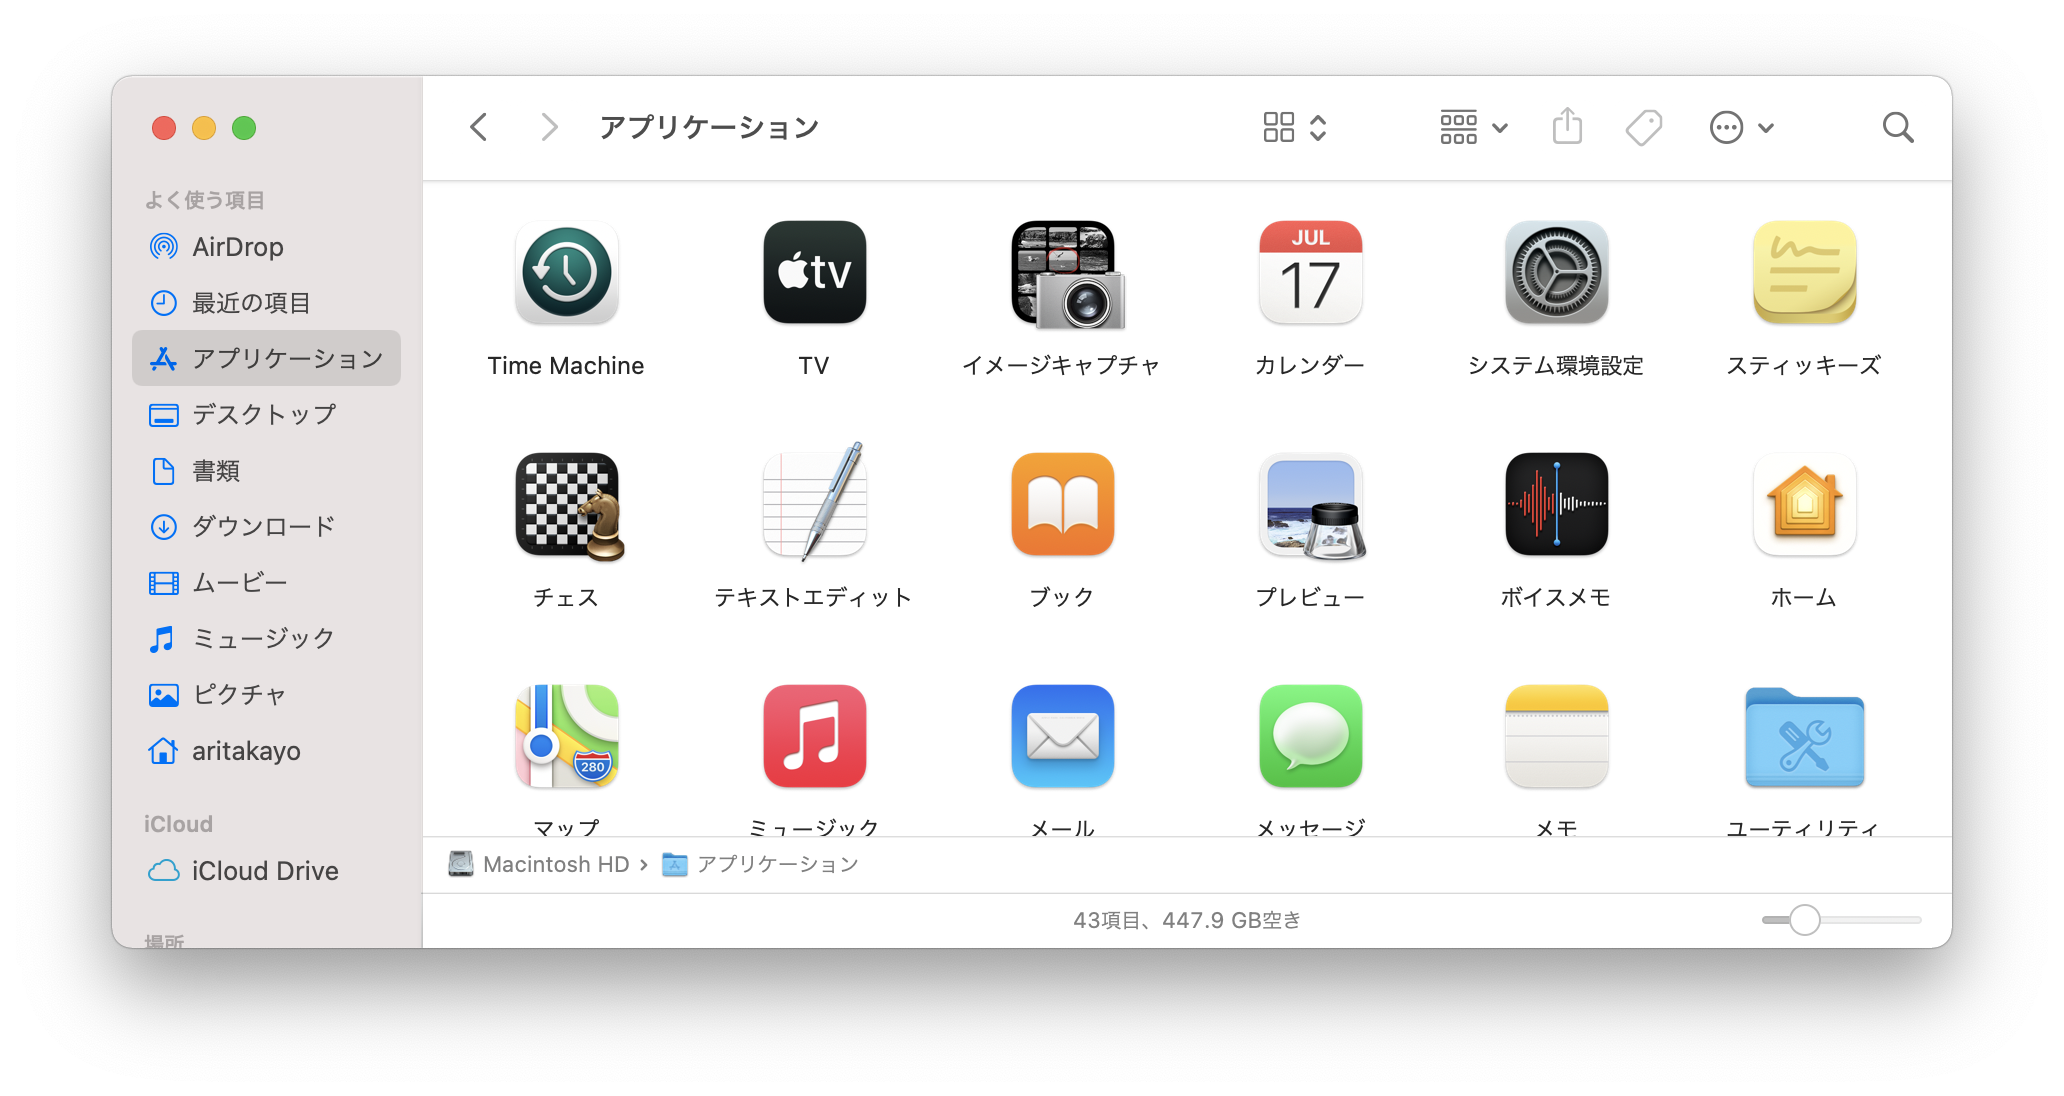 アプリケーション
よく使う項目
AirDrop
最近の項目
アプリケーション
デスクトップ
書類
ダウンロード
ムービー
ミュージック
ピクチャ
aritakayo
iCloud
iCloud Drive
場所
tv
JUL
17
Time Machine
TV
イメージキャプチャ
カレンダー
システム環境設定
スティッキーズ
チェス
テキストエディット
ブック
プレビュー
ボイスメモ
ホーム
280
マップ
ミュージック
メール
メッセージ
メモ
ユーティリティ
Macintosh HD › アプリケーション
43項目、447.9 GB空き